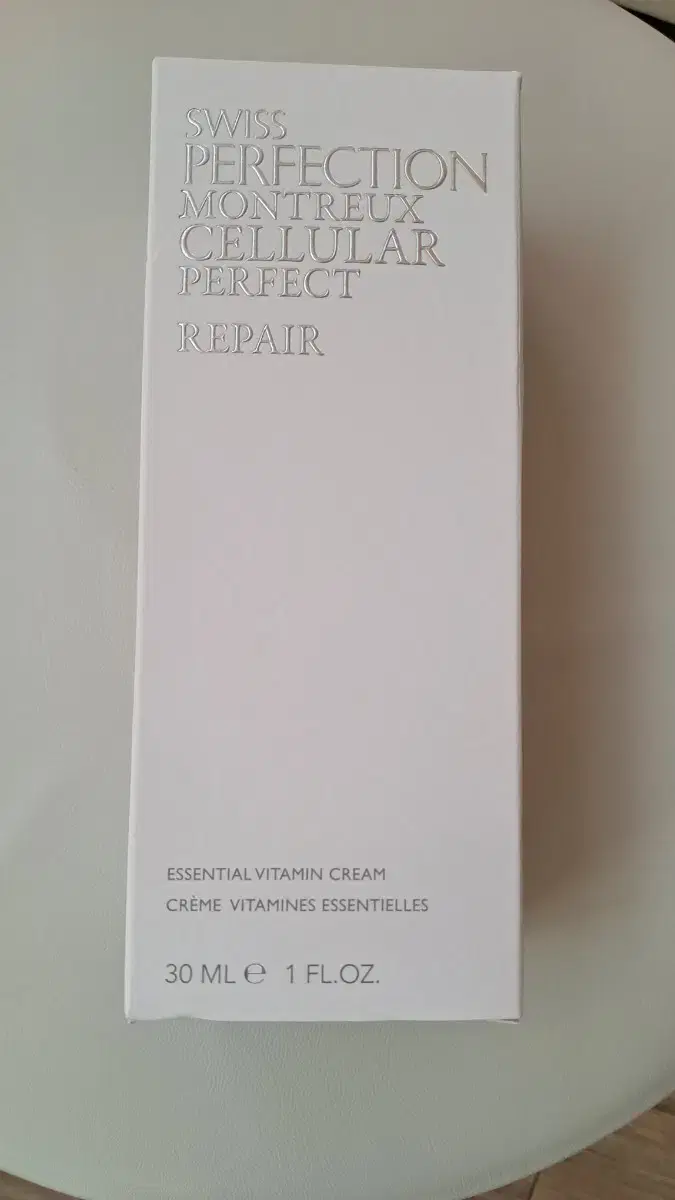 SWISS
PERFECTION
MONTREUX
CELLULAR
PERFECT
REPAIR
ESSENTIAL VITAMIN CREAM
CRÈME VITAMINES ESSENTIELLES
30 ML ℮ 1 FL.OZ.